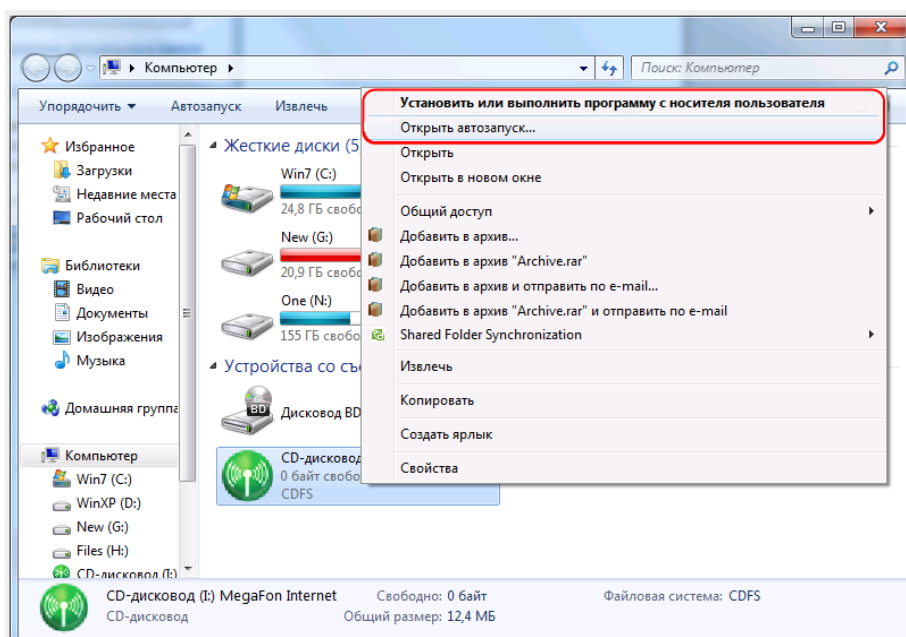 Компьютер
Поиск: Компьютер
Упорядочить
Автозапуск
Извлечь
Избранное
Загрузки
Недавние места
Рабочий стол
Библиотеки
Видео
Документы
Изображения
Музыка
Домашняя группа
Компьютер
Win7 (C:)
WinXP (D:)
New (G:)
Files (H:)
CD-дисковод (I:)
Жесткие диски (5
Win7 (C:)
24,8 ГБ свобо
New (G:)
20,9 ГБ свобо
One (N:)
155 ГБ свобо
Устройства со съ
BD
Дисковод BD
CD-дисковод
0 байт свобо
CDFS
Установить или выполнить программу с носителя пользователя
Открыть автозапуск...
Открыть
Открыть в новом окне
Общий доступ
Добавить в архив...
Добавить в архив "Archive.rar"
Добавить в архив и отправить по e-mail...
Добавить в архив "Archive.rar" и отправить по e-mail
Shared Folder Synchronization
Извлечь
Копировать
Создать ярлык
Свойства
CD-дисковод (I:) MegaFon Internet
CD-дисковод
Свободно: 0 байт
Общий размер: 12,4 МБ
Файловая система: CDFS